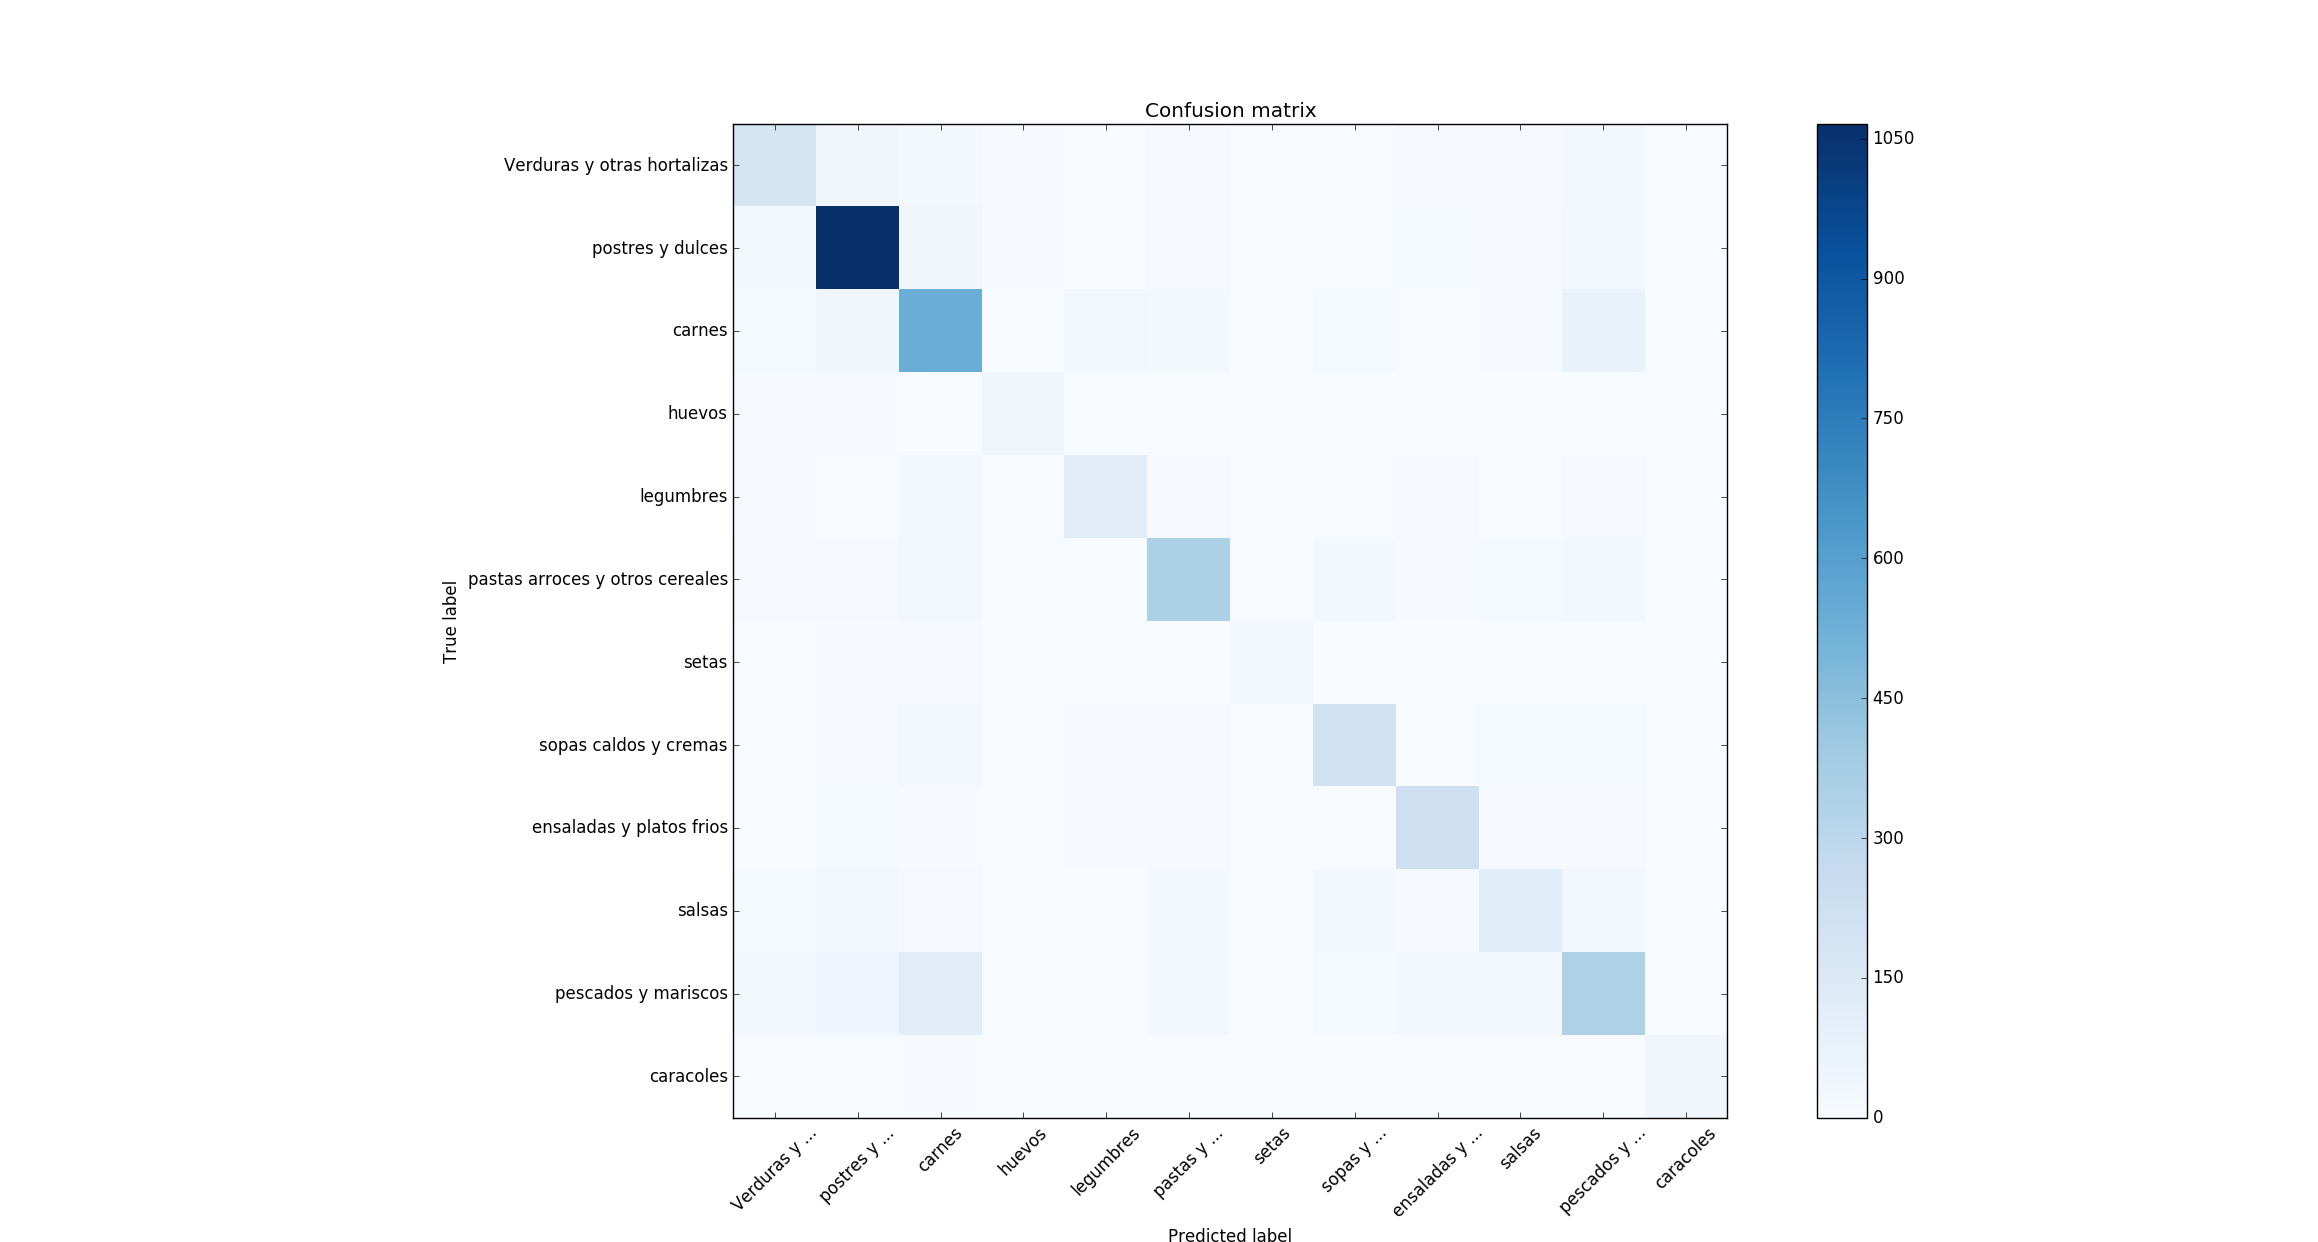 Confusion matrix
Verduras y otras hortalizas
postres y dulces
carnes
huevos
legumbres
pastas arroces y otros cereales
setas
sopas caldos y cremas
ensaladas y platos frios
salsas
pescados y mariscos
caracoles
True label
Verduras y ...
postres y ...
carnes
huevos
legumbres
pastas y ...
setas
sopas y ...
ensaladas y ...
salsas
pescados y ...
caracoles
Predicted label
1050
900
750
600
450
300
150
0